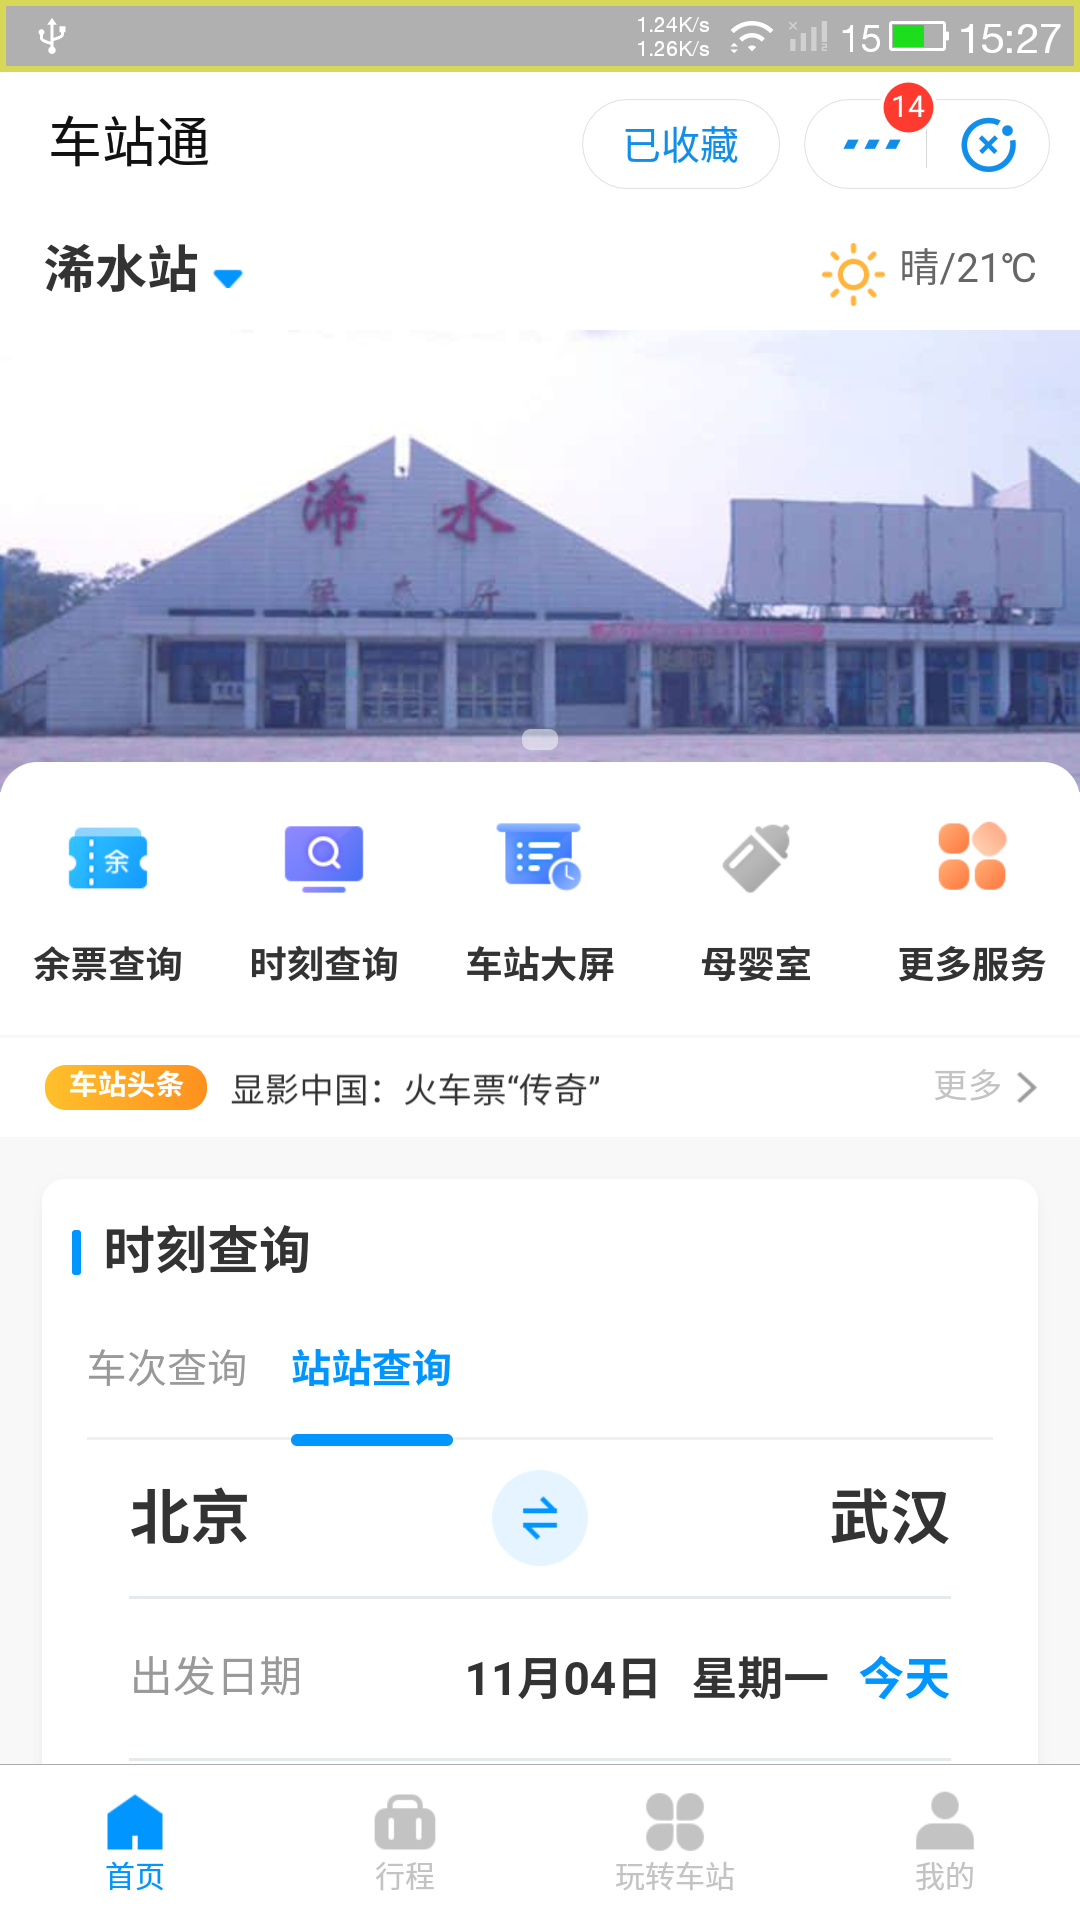 1.24K/s
1.26K/s
15
15:27
车站通
已收藏
14
浠水站
晴/21℃
浠水
候车厅
售票厅
余
余票查询
时刻查询
车站大屏
母婴室
更多服务
车站头条
显影中国：火车票“传奇”
更多
时刻查询
车次查询
站站查询
北京
武汉
出发日期
11月04日 星期一 今天
首页
行程
玩转车站
我的